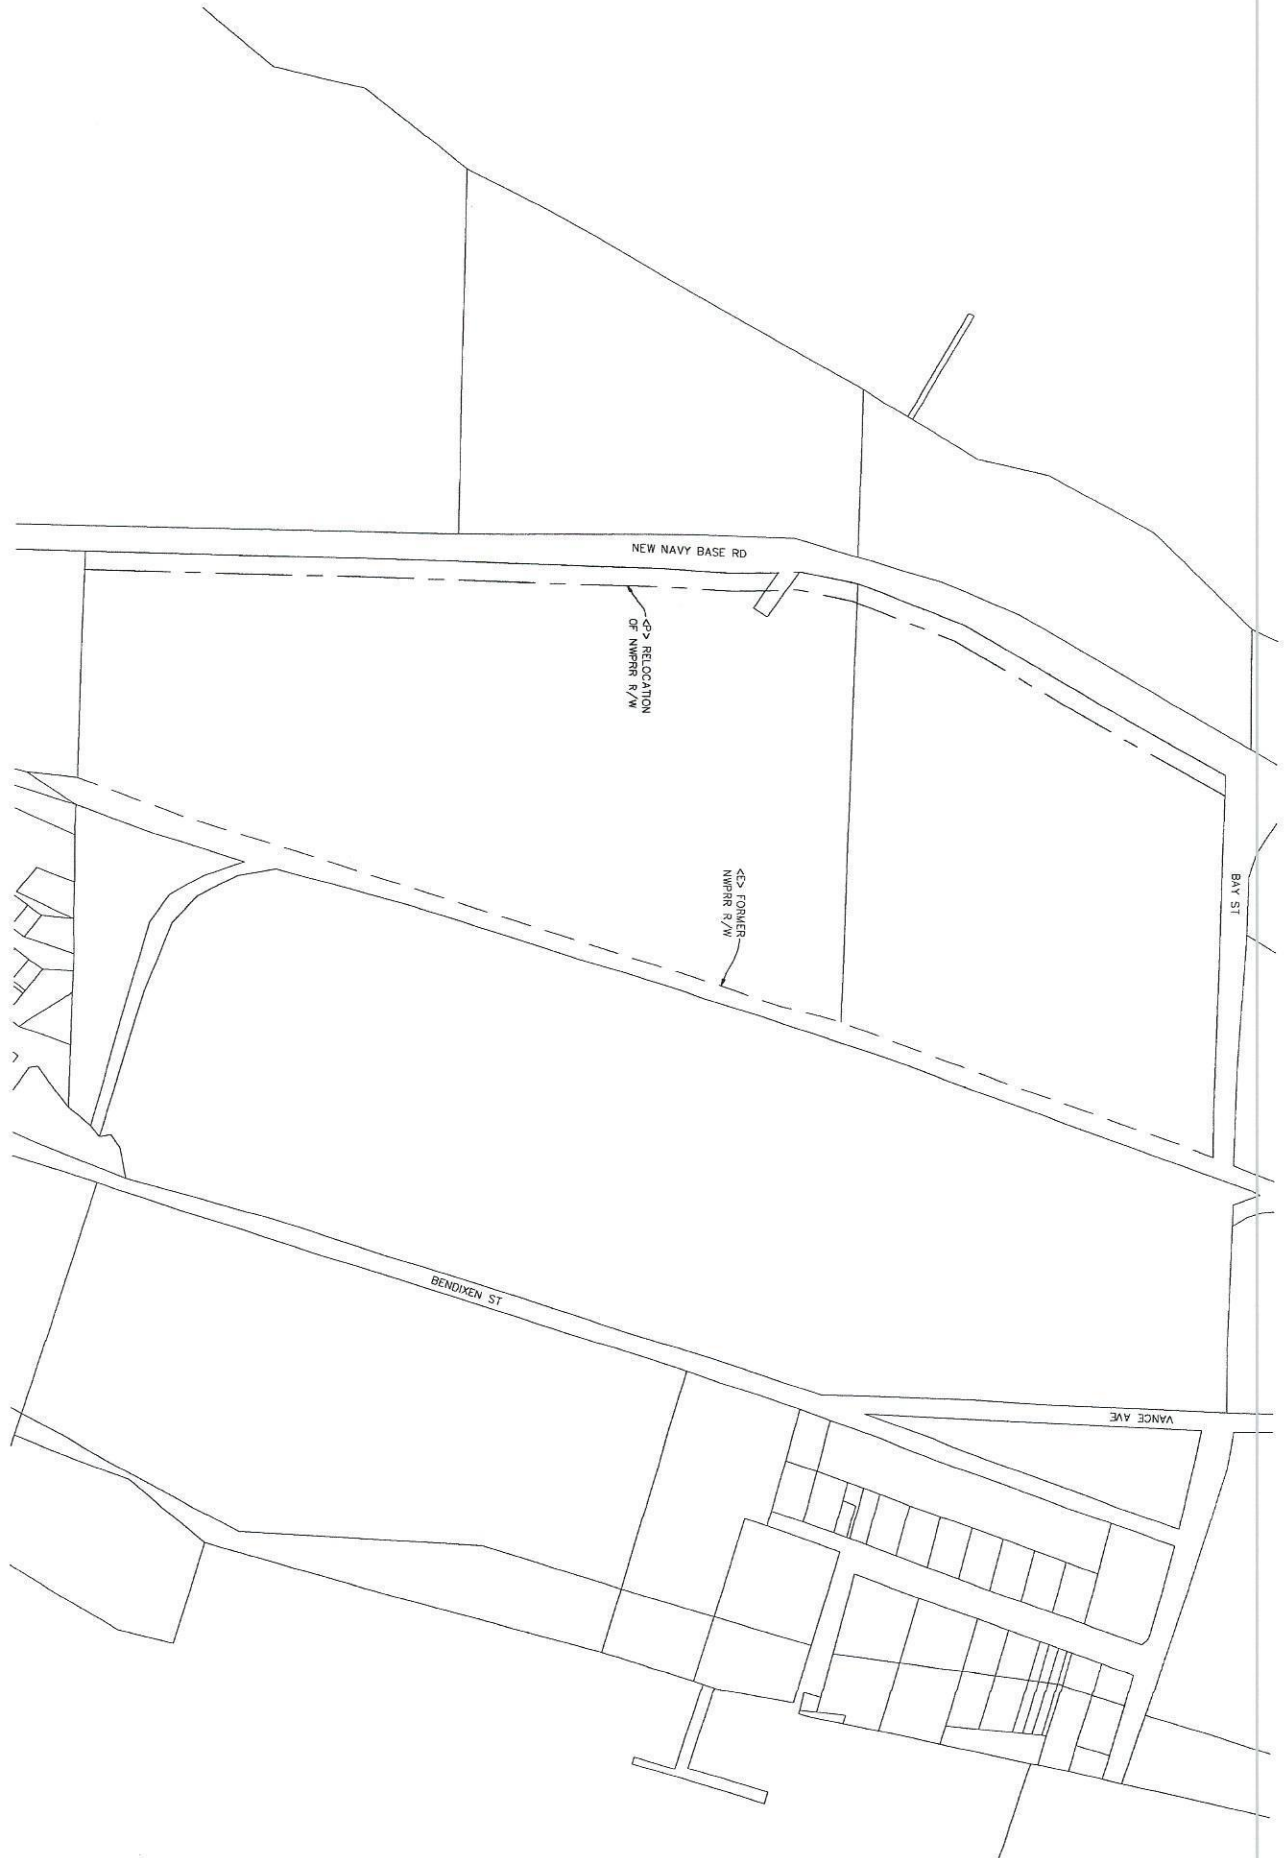 NEW NAVY BASE RD
<P> RELOCATION
OF NWPRR R/W
<E> FORMER
NWPRR R/W
BAY ST
BENDIXEN ST
VANCE AVE